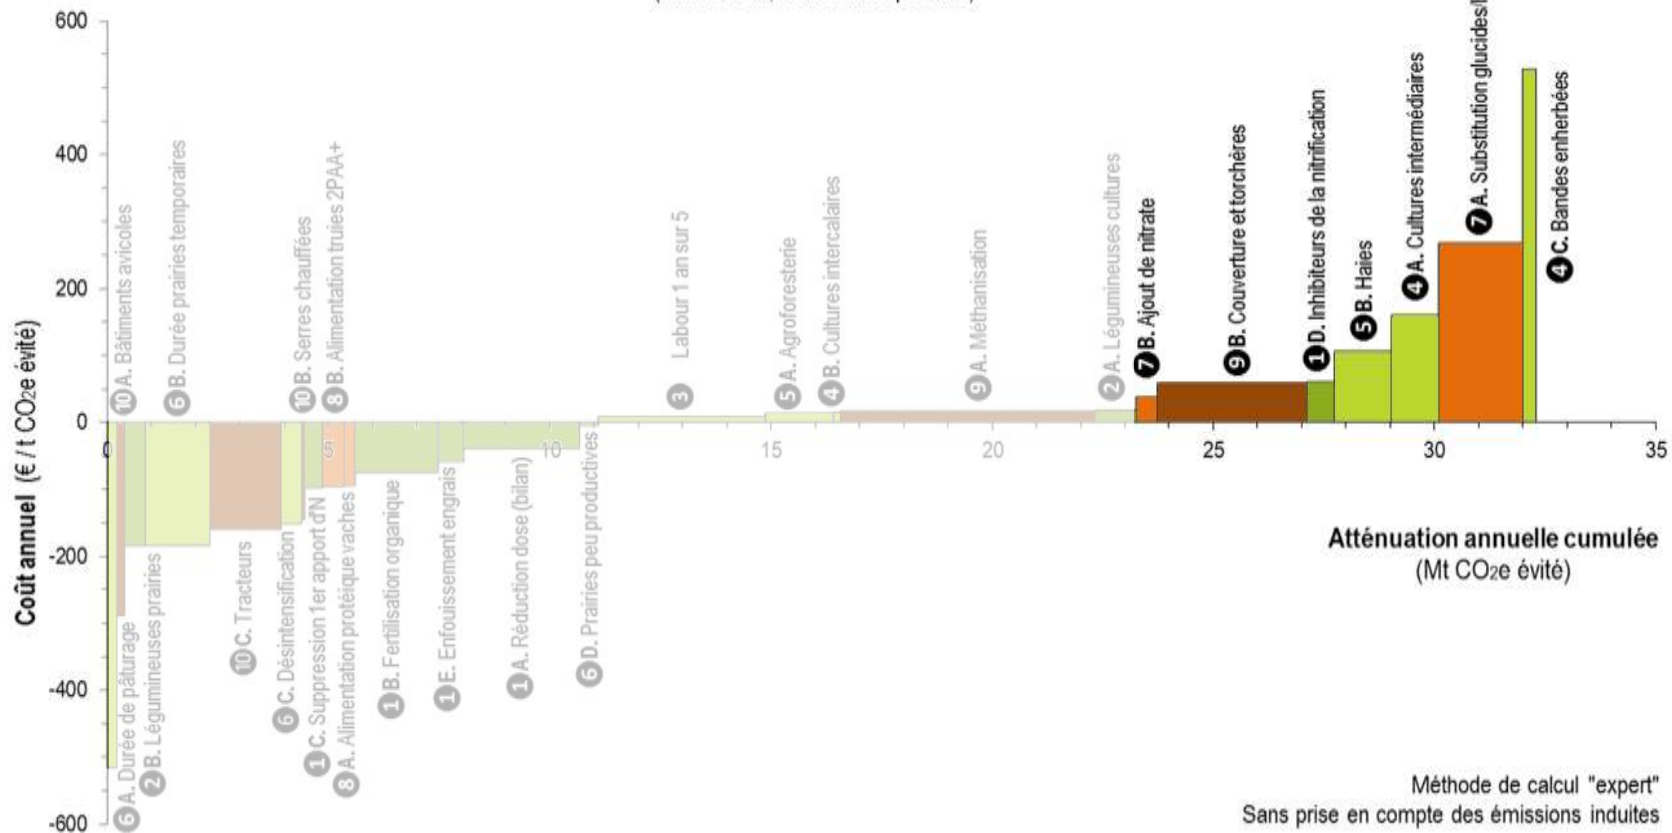 600
400
200
0
-200
-400
-600
Coût annuel (€ / t CO2e évité)
0
5
10
15
20
25
30
35
Atténuation annuelle cumulée
(Mt CO2e évité)
6 A. Durée de pâturage
10 A. Bâtiments avicoles
2 B. Légumineuses prairies
6 B. Durée prairies temporaires
10 C. Tracteurs
6 C. Désintensification
10 B. Serres chauffées
1 C. Suppression 1er apport d'N
8 B. Alimentation truies 2PAA+
8 A. Alimentation protéique vaches
1 B. Fertilisation organique
1 E. Enfouissement engrais
1 A. Réduction dose (bilan)
6 D. Prairies peu productives
3 Labour 1 an sur 5
5 A. Agroforesterie
4 B. Cultures intercalaires
9 A. Méthanisation
2 A. Légumineuses cultures
7 B. Ajout de nitrate
9 B. Couverture et torchères
1 D. Inhibiteurs de la nitrification
5 B. Haies
4 A. Cultures intermédiaires
7 A. Substitution glucides/
4 C. Bandes enherbées
Méthode de calcul "expert"
Sans prise en compte des émissions induites